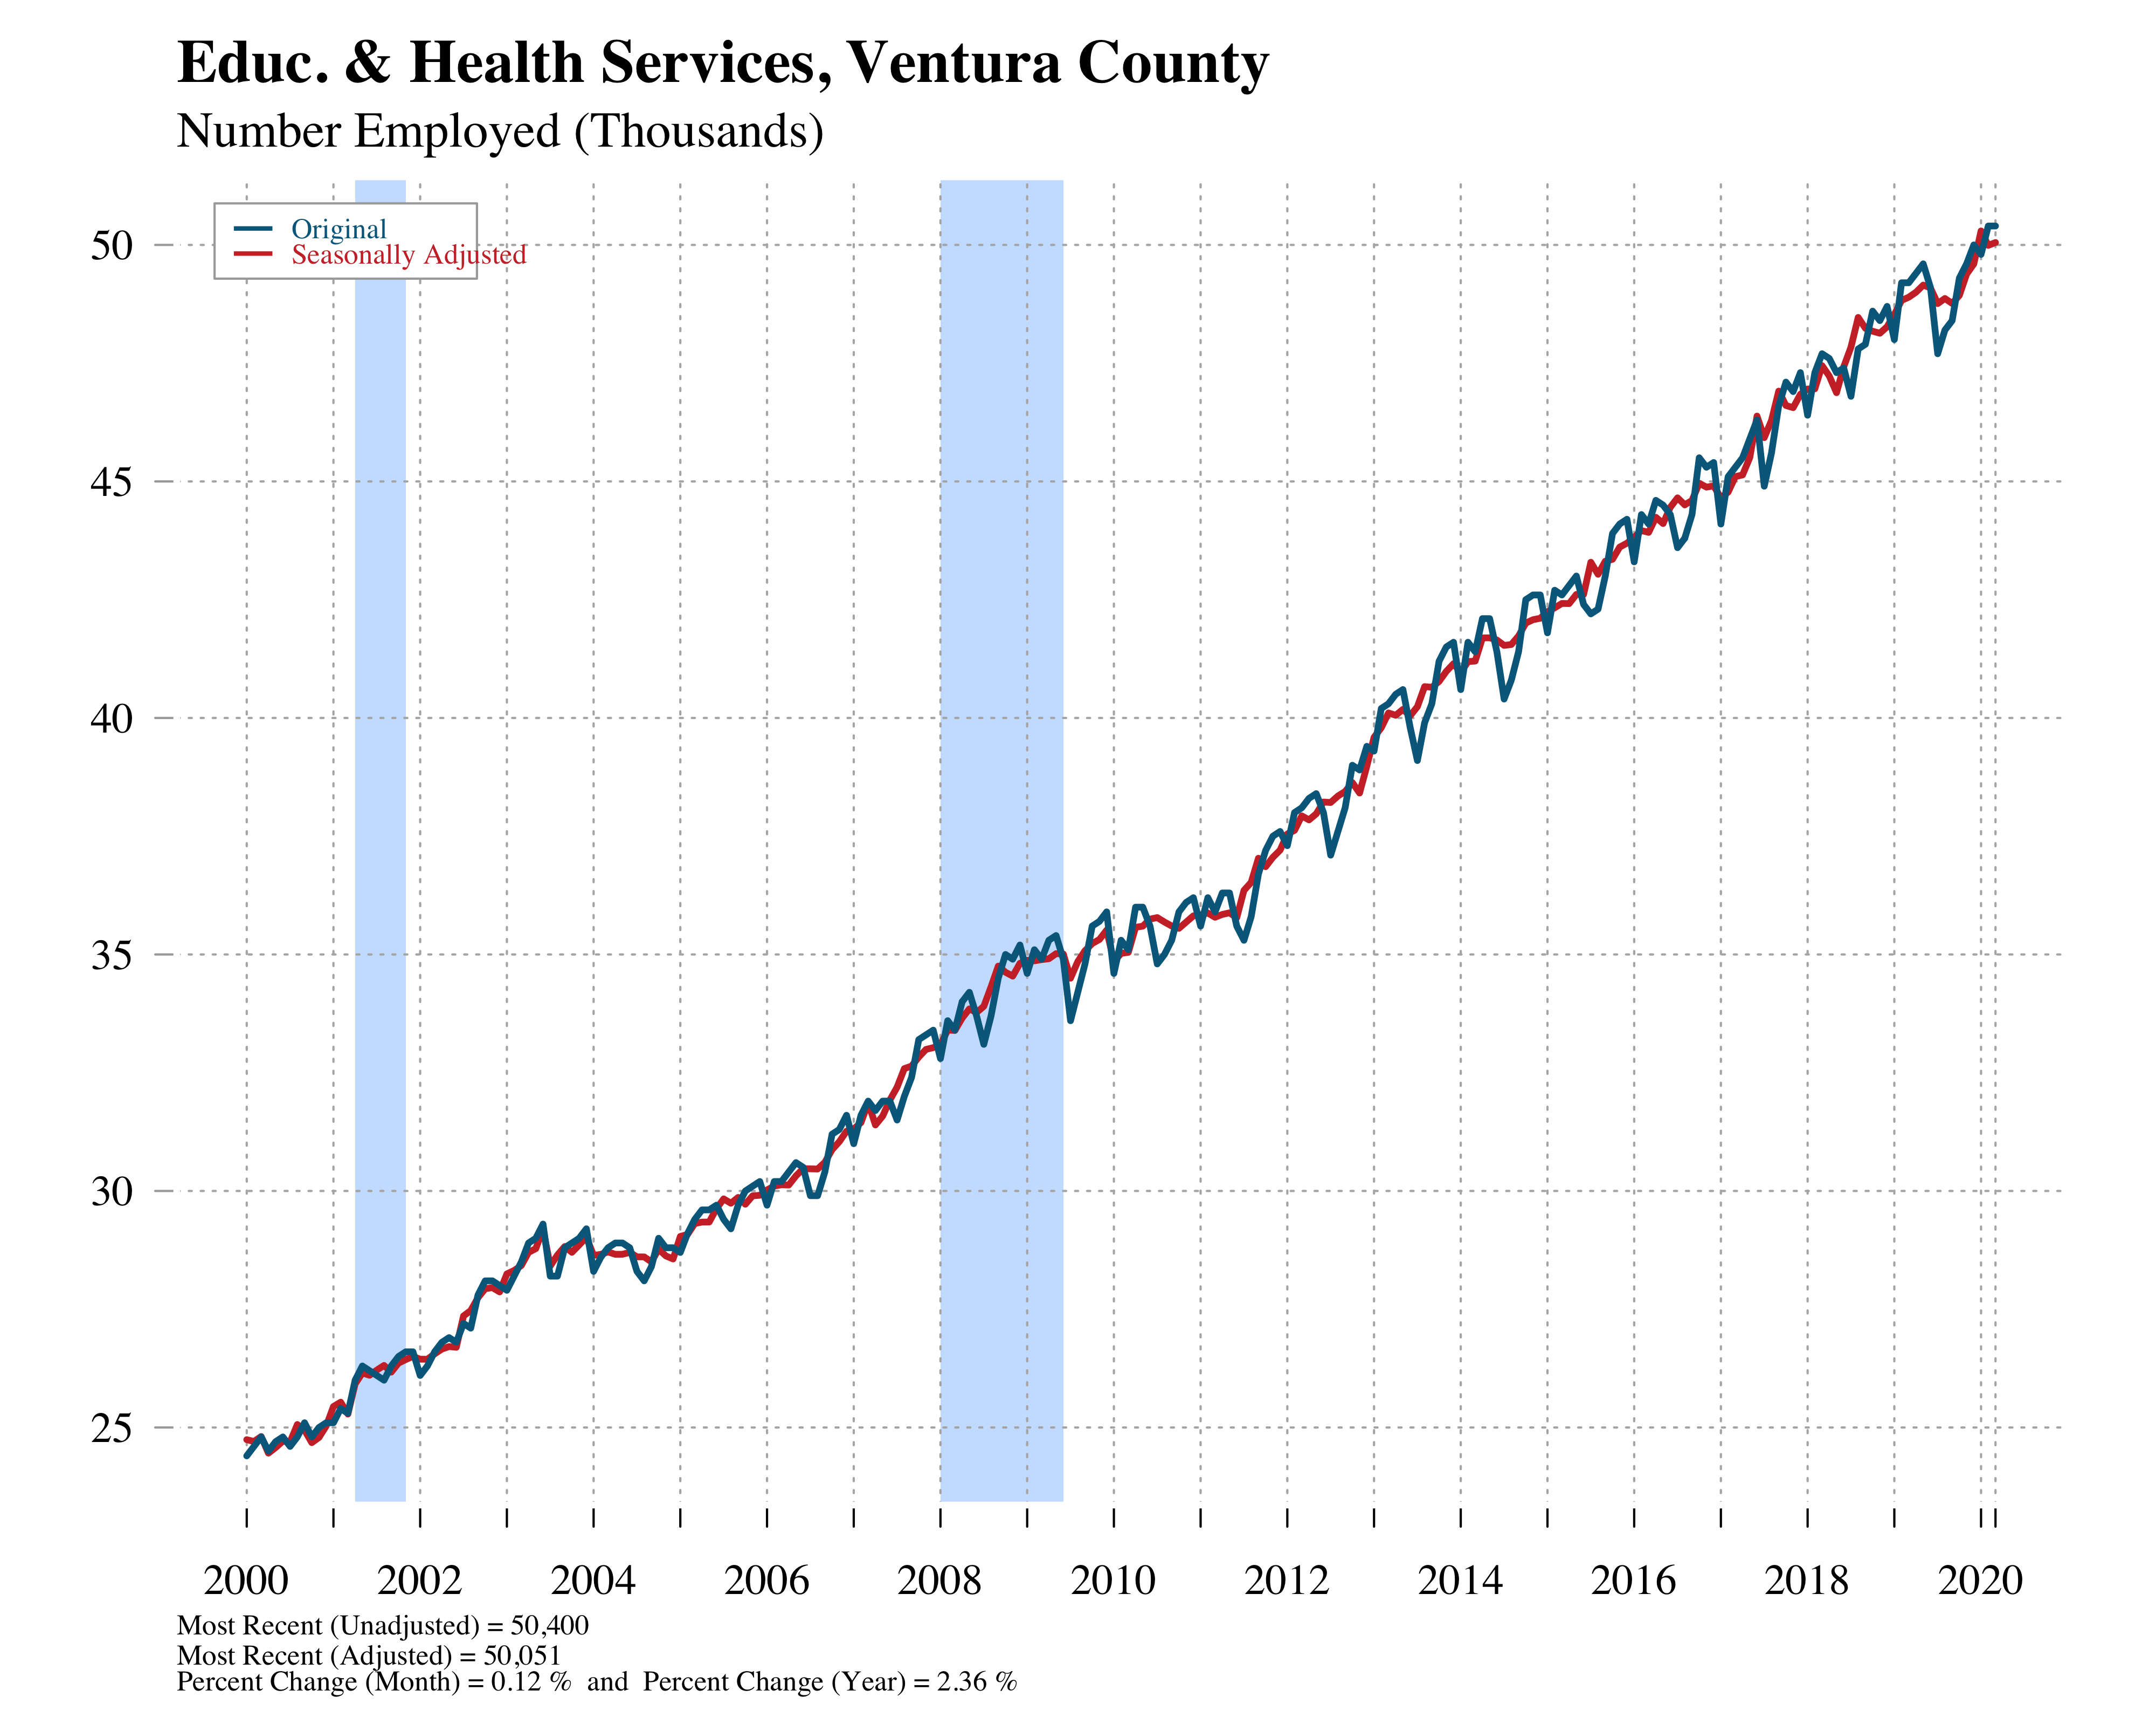 Educ. & Health Services, Ventura County
Number Employed (Thousands)
Original
Seasonally Adjusted
50
45
40
35
30
25
2000 2002 2004 2006 2008 2010 2012 2014 2016 2018 2020
Most Recent (Unadjusted) = 50,400
Most Recent (Adjusted) = 50,051
Percent Change (Month) = 0.12 % and Percent Change (Year) = 2.36 %